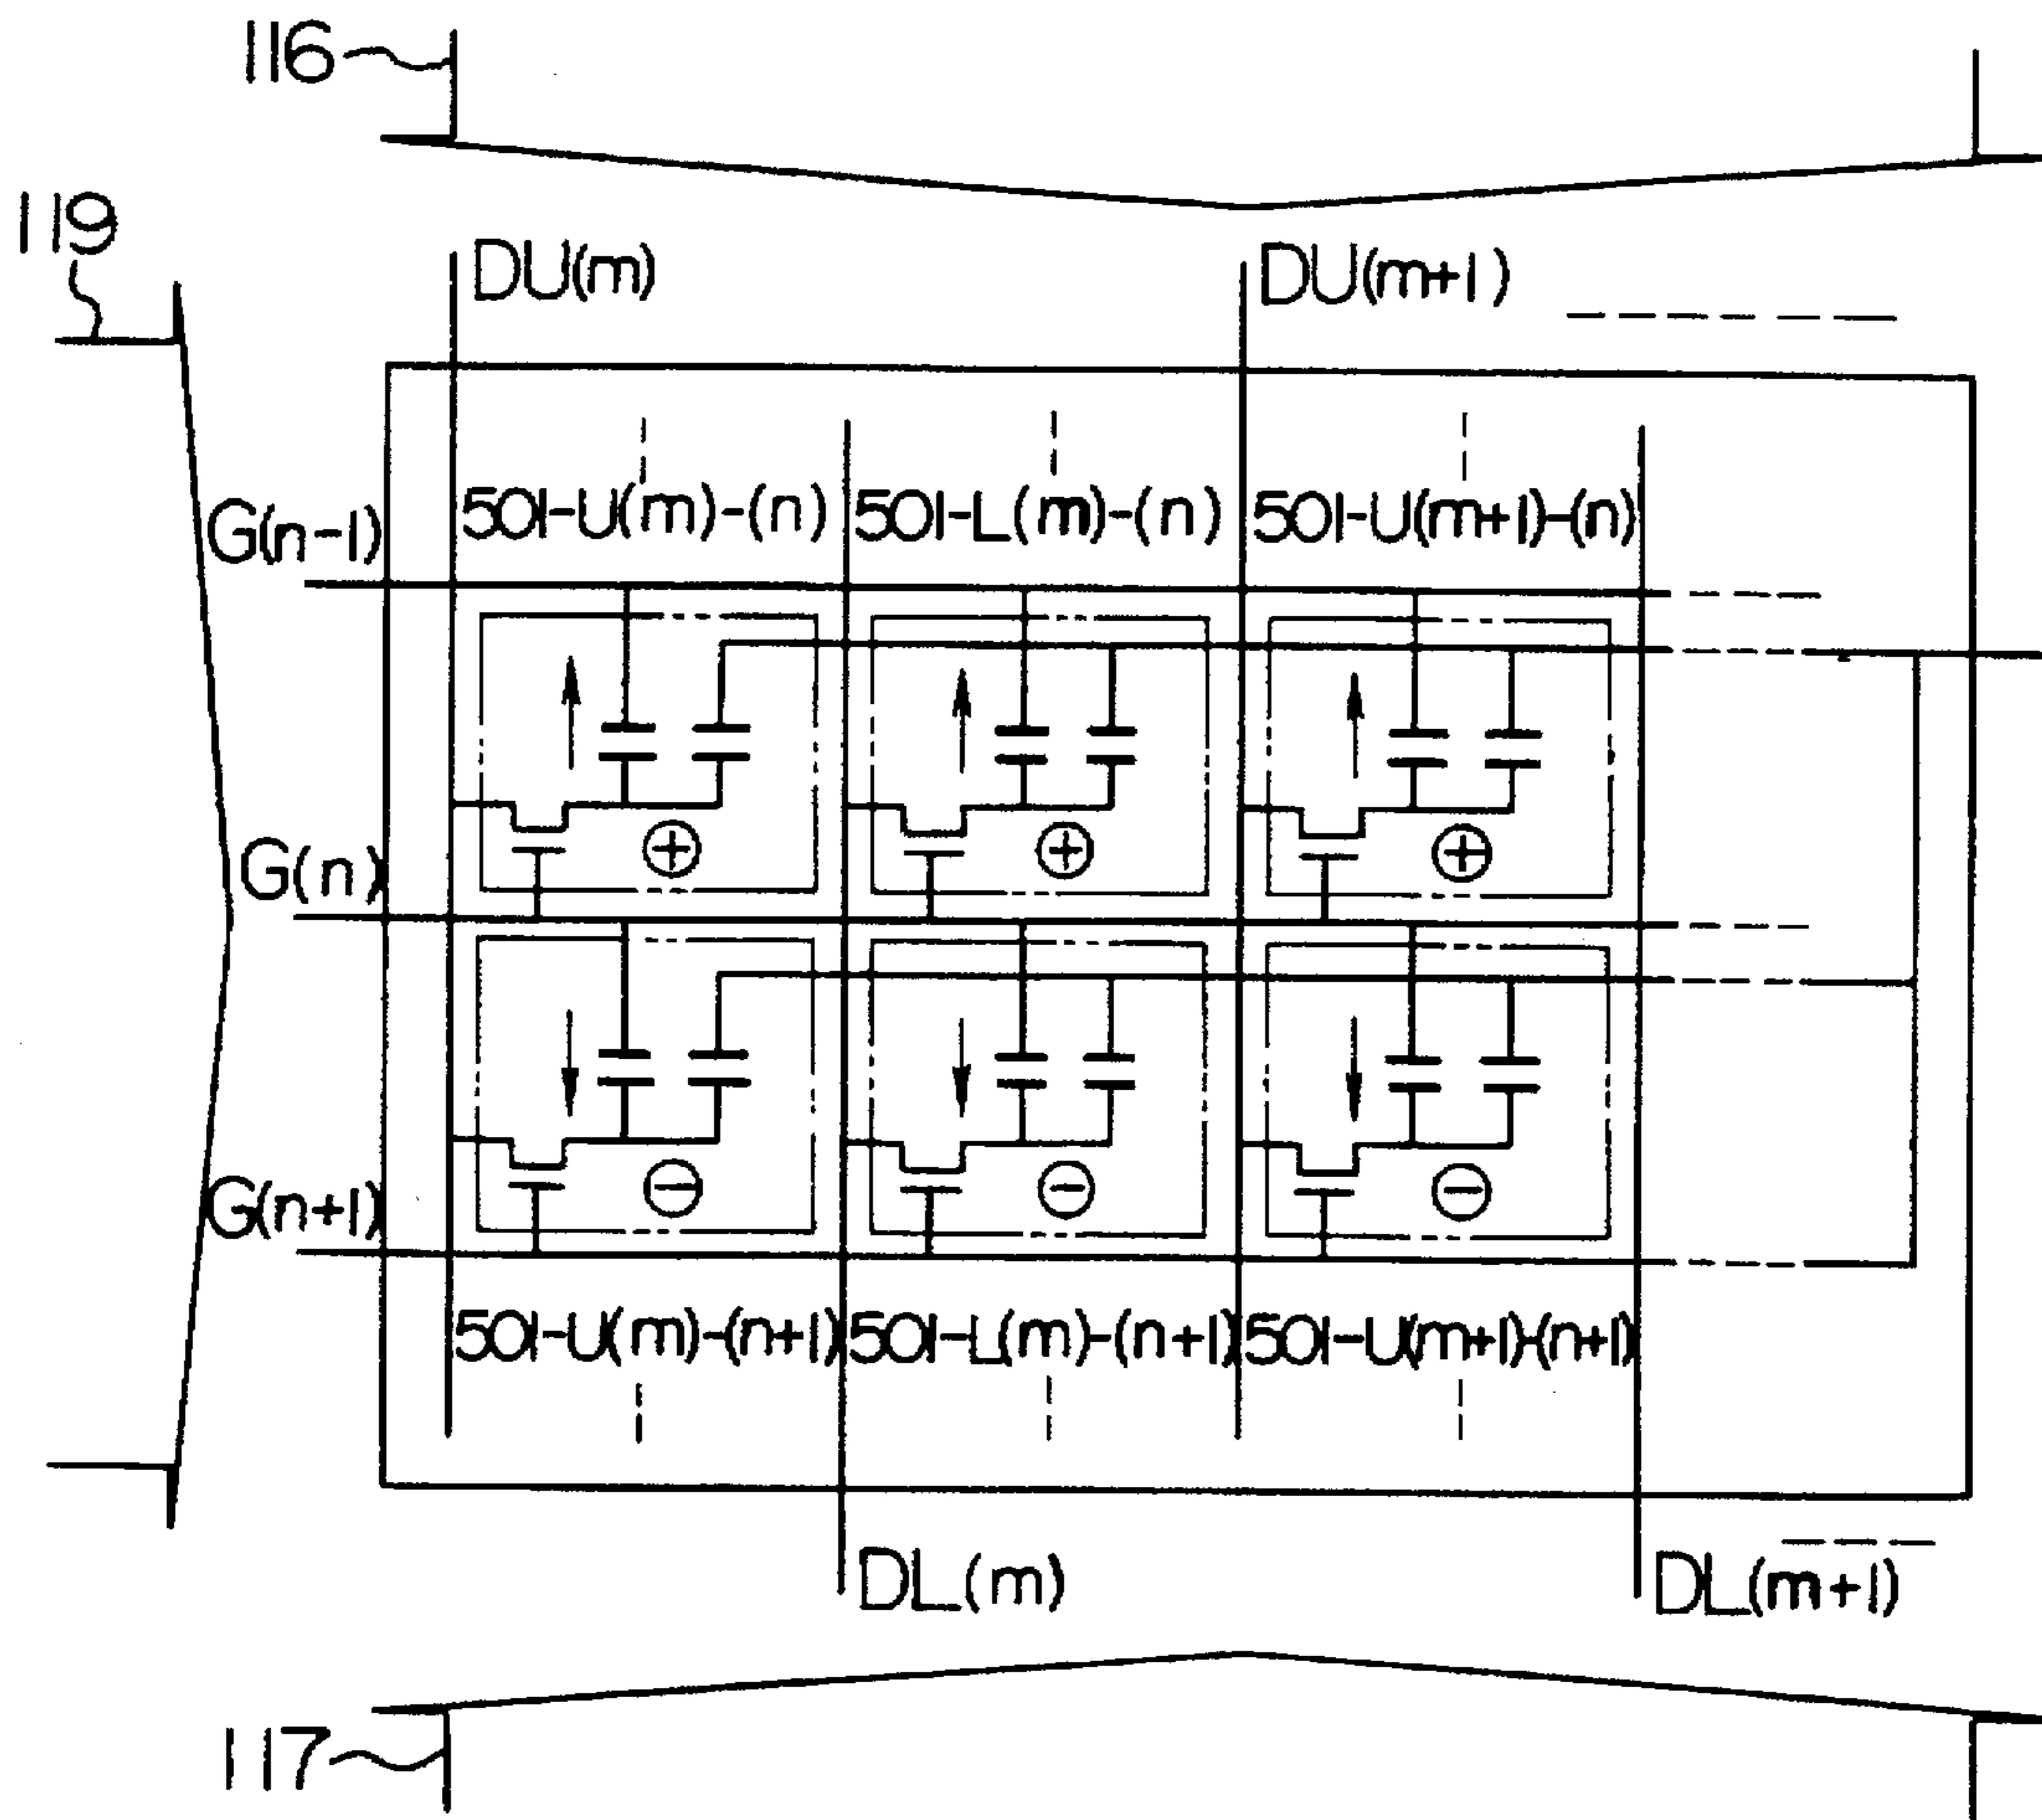 116
119
DU(m) DU(m+1)
501-U(m)-(n) 501-L(m)-(n) 501-U(m+1)-(n)
G(n-1)
+ + +
G(n)
- - -
G(n+1)
501-U(m)-(n+1) 501-L(m)-(n+1) 501-U(m+1)-(n+1)
DL(m) DL(m+1)
117